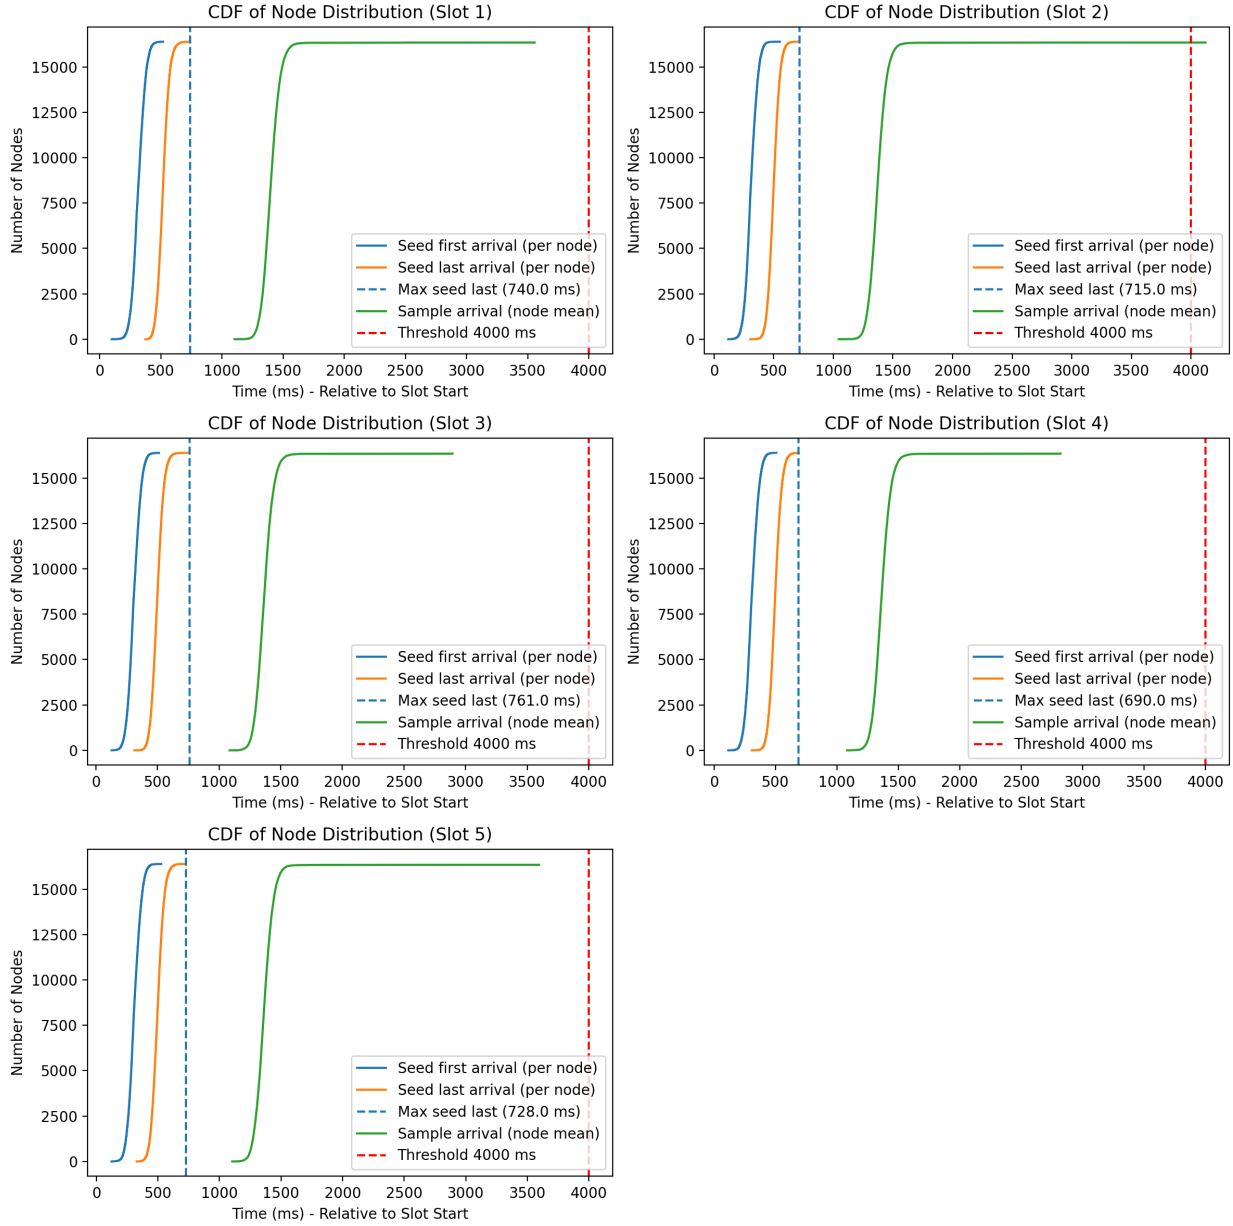 CDF of Node Distribution (Slot 1)
Number of Nodes
15000
12500
10000
7500
5000
2500
0
Seed first arrival (per node)
Seed last arrival (per node)
Max seed last (740.0 ms)
Sample arrival (node mean)
Threshold 4000 ms
0 500 1000 1500 2000 2500 3000 3500 4000
Time (ms) - Relative to Slot Start
CDF of Node Distribution (Slot 2)
Number of Nodes
15000
12500
10000
7500
5000
2500
0
Seed first arrival (per node)
Seed last arrival (per node)
Max seed last (715.0 ms)
Sample arrival (node mean)
Threshold 4000 ms
0 500 1000 1500 2000 2500 3000 3500 4000
Time (ms) - Relative to Slot Start
CDF of Node Distribution (Slot 3)
Number of Nodes
15000
12500
10000
7500
5000
2500
0
Seed first arrival (per node)
Seed last arrival (per node)
Max seed last (761.0 ms)
Sample arrival (node mean)
Threshold 4000 ms
0 500 1000 1500 2000 2500 3000 3500 4000
Time (ms) - Relative to Slot Start
CDF of Node Distribution (Slot 4)
Number of Nodes
15000
12500
10000
7500
5000
2500
0
Seed first arrival (per node)
Seed last arrival (per node)
Max seed last (690.0 ms)
Sample arrival (node mean)
Threshold 4000 ms
0 500 1000 1500 2000 2500 3000 3500 4000
Time (ms) - Relative to Slot Start
CDF of Node Distribution (Slot 5)
Number of Nodes
15000
12500
10000
7500
5000
2500
0
Seed first arrival (per node)
Seed last arrival (per node)
Max seed last (728.0 ms)
Sample arrival (node mean)
Threshold 4000 ms
0 500 1000 1500 2000 2500 3000 3500 4000
Time (ms) - Relative to Slot Start